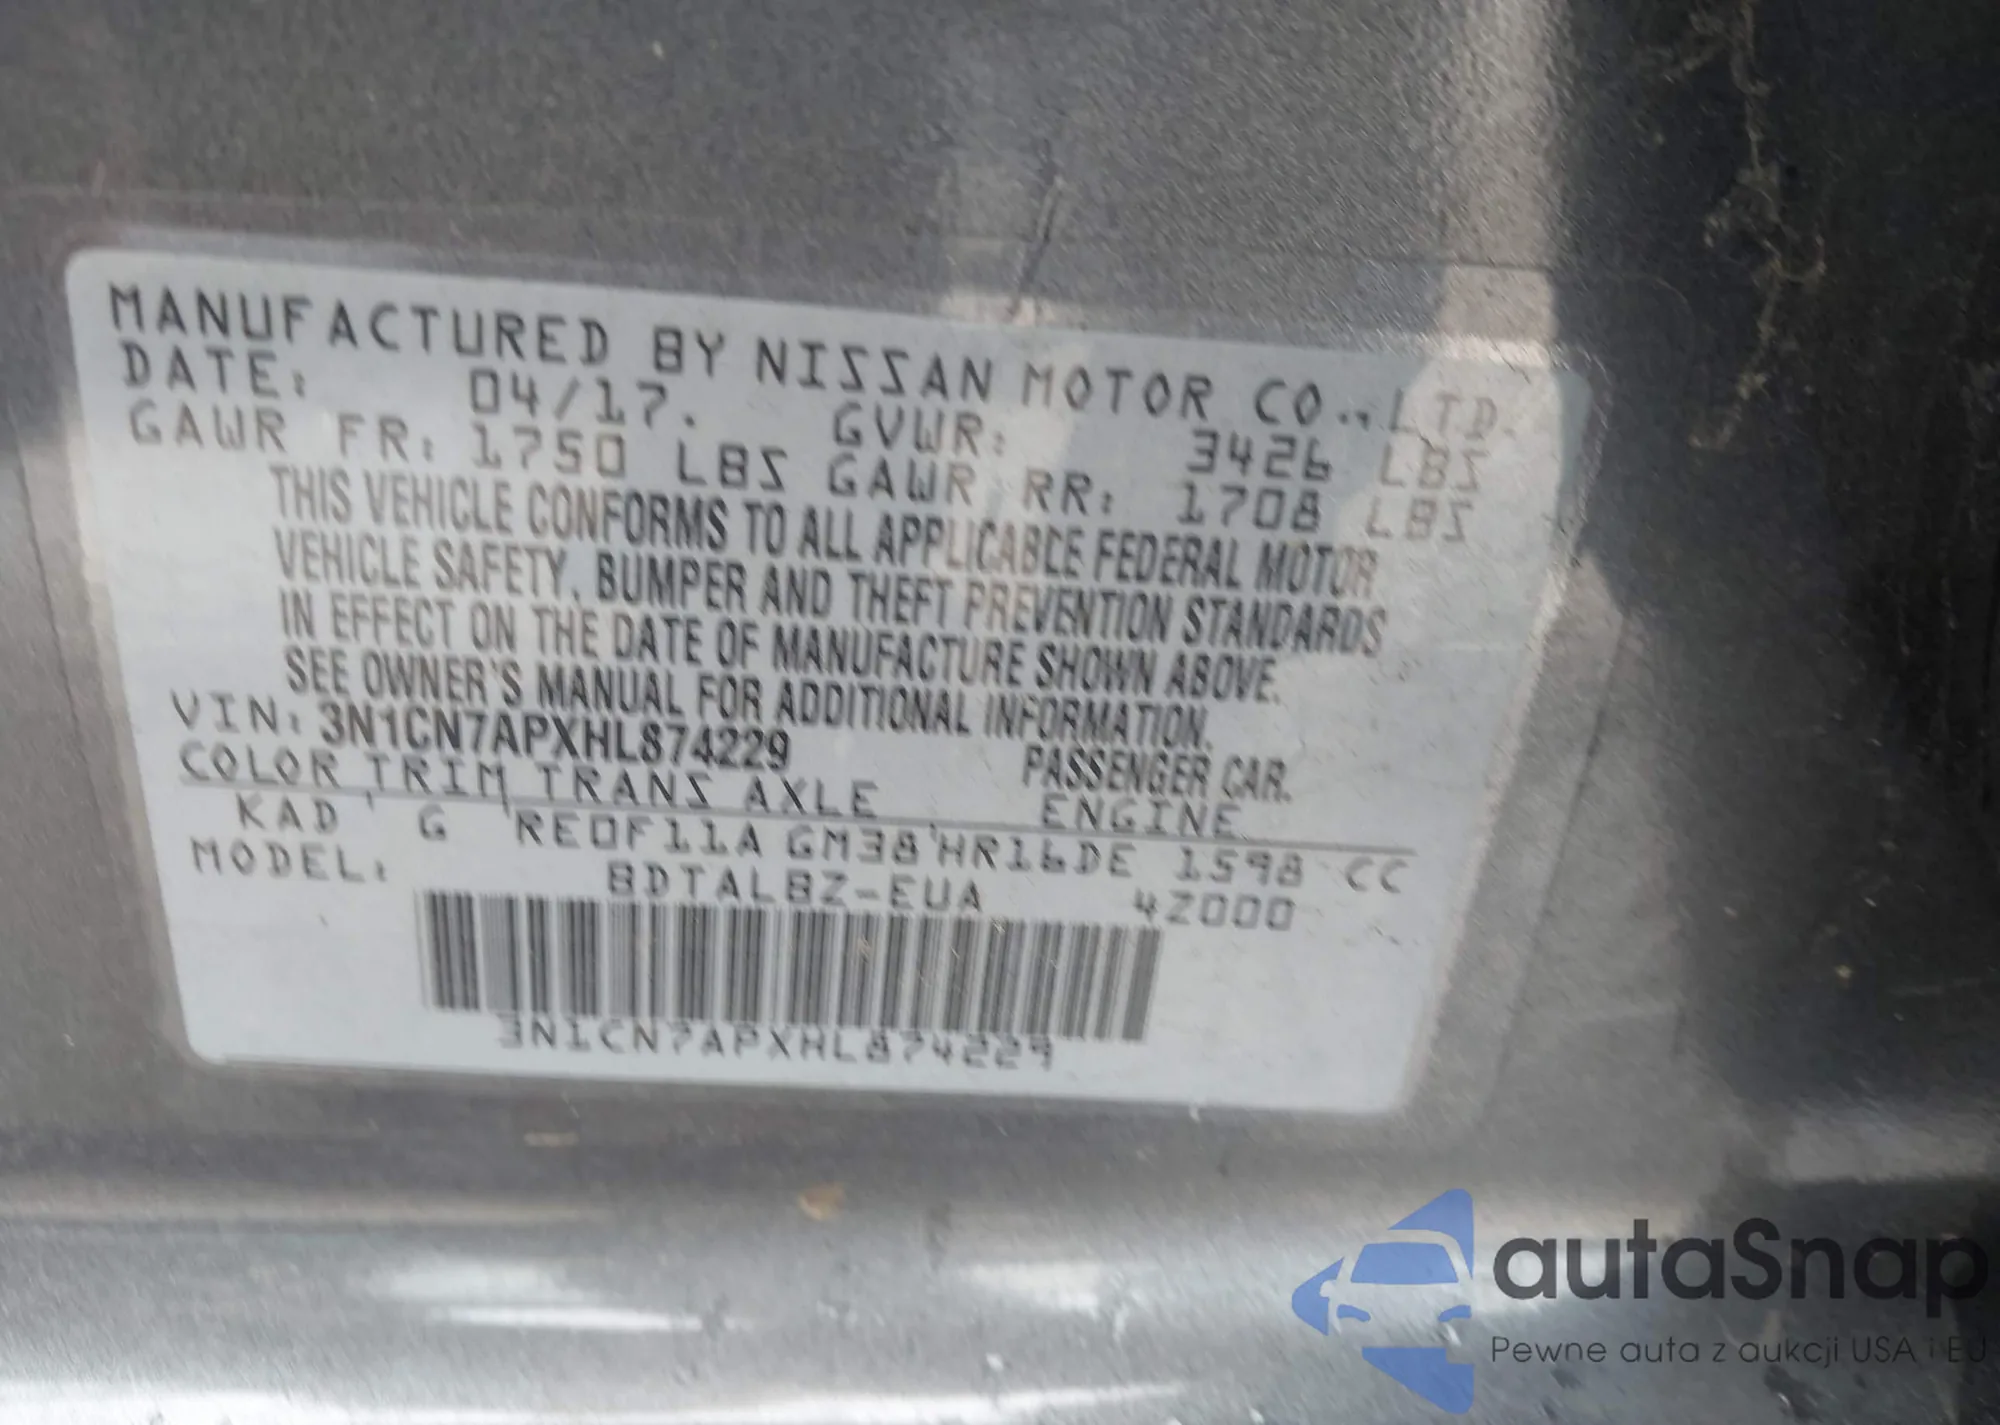 MANUFACTURED BY NISSAN MOTOR CO.,LTD.
DATE: 04/17. GVWR: 3426 LBS
GAWR FR: 1750 LBS GAWR RR: 1708 LBS
THIS VEHICLE CONFORMS TO ALL APPLICABLE FEDERAL MOTOR
VEHICLE SAFETY, BUMPER AND THEFT PREVENTION STANDARDS
IN EFFECT ON THE DATE OF MANUFACTURE SHOWN ABOVE.
SEE OWNER'S MANUAL FOR ADDITIONAL INFORMATION.
VIN: 3N1CN7APXHL874229 PASSENGER CAR.
COLOR TRIM TRANS AXLE ENGINE
KAD G RE0F11A GM38 HR16DE 1598 CC
MODEL: BDTALBZ-EUA 42000
3N1CN7APXHL874229
autaSnap
Pewne auta z aukcji USA i EU